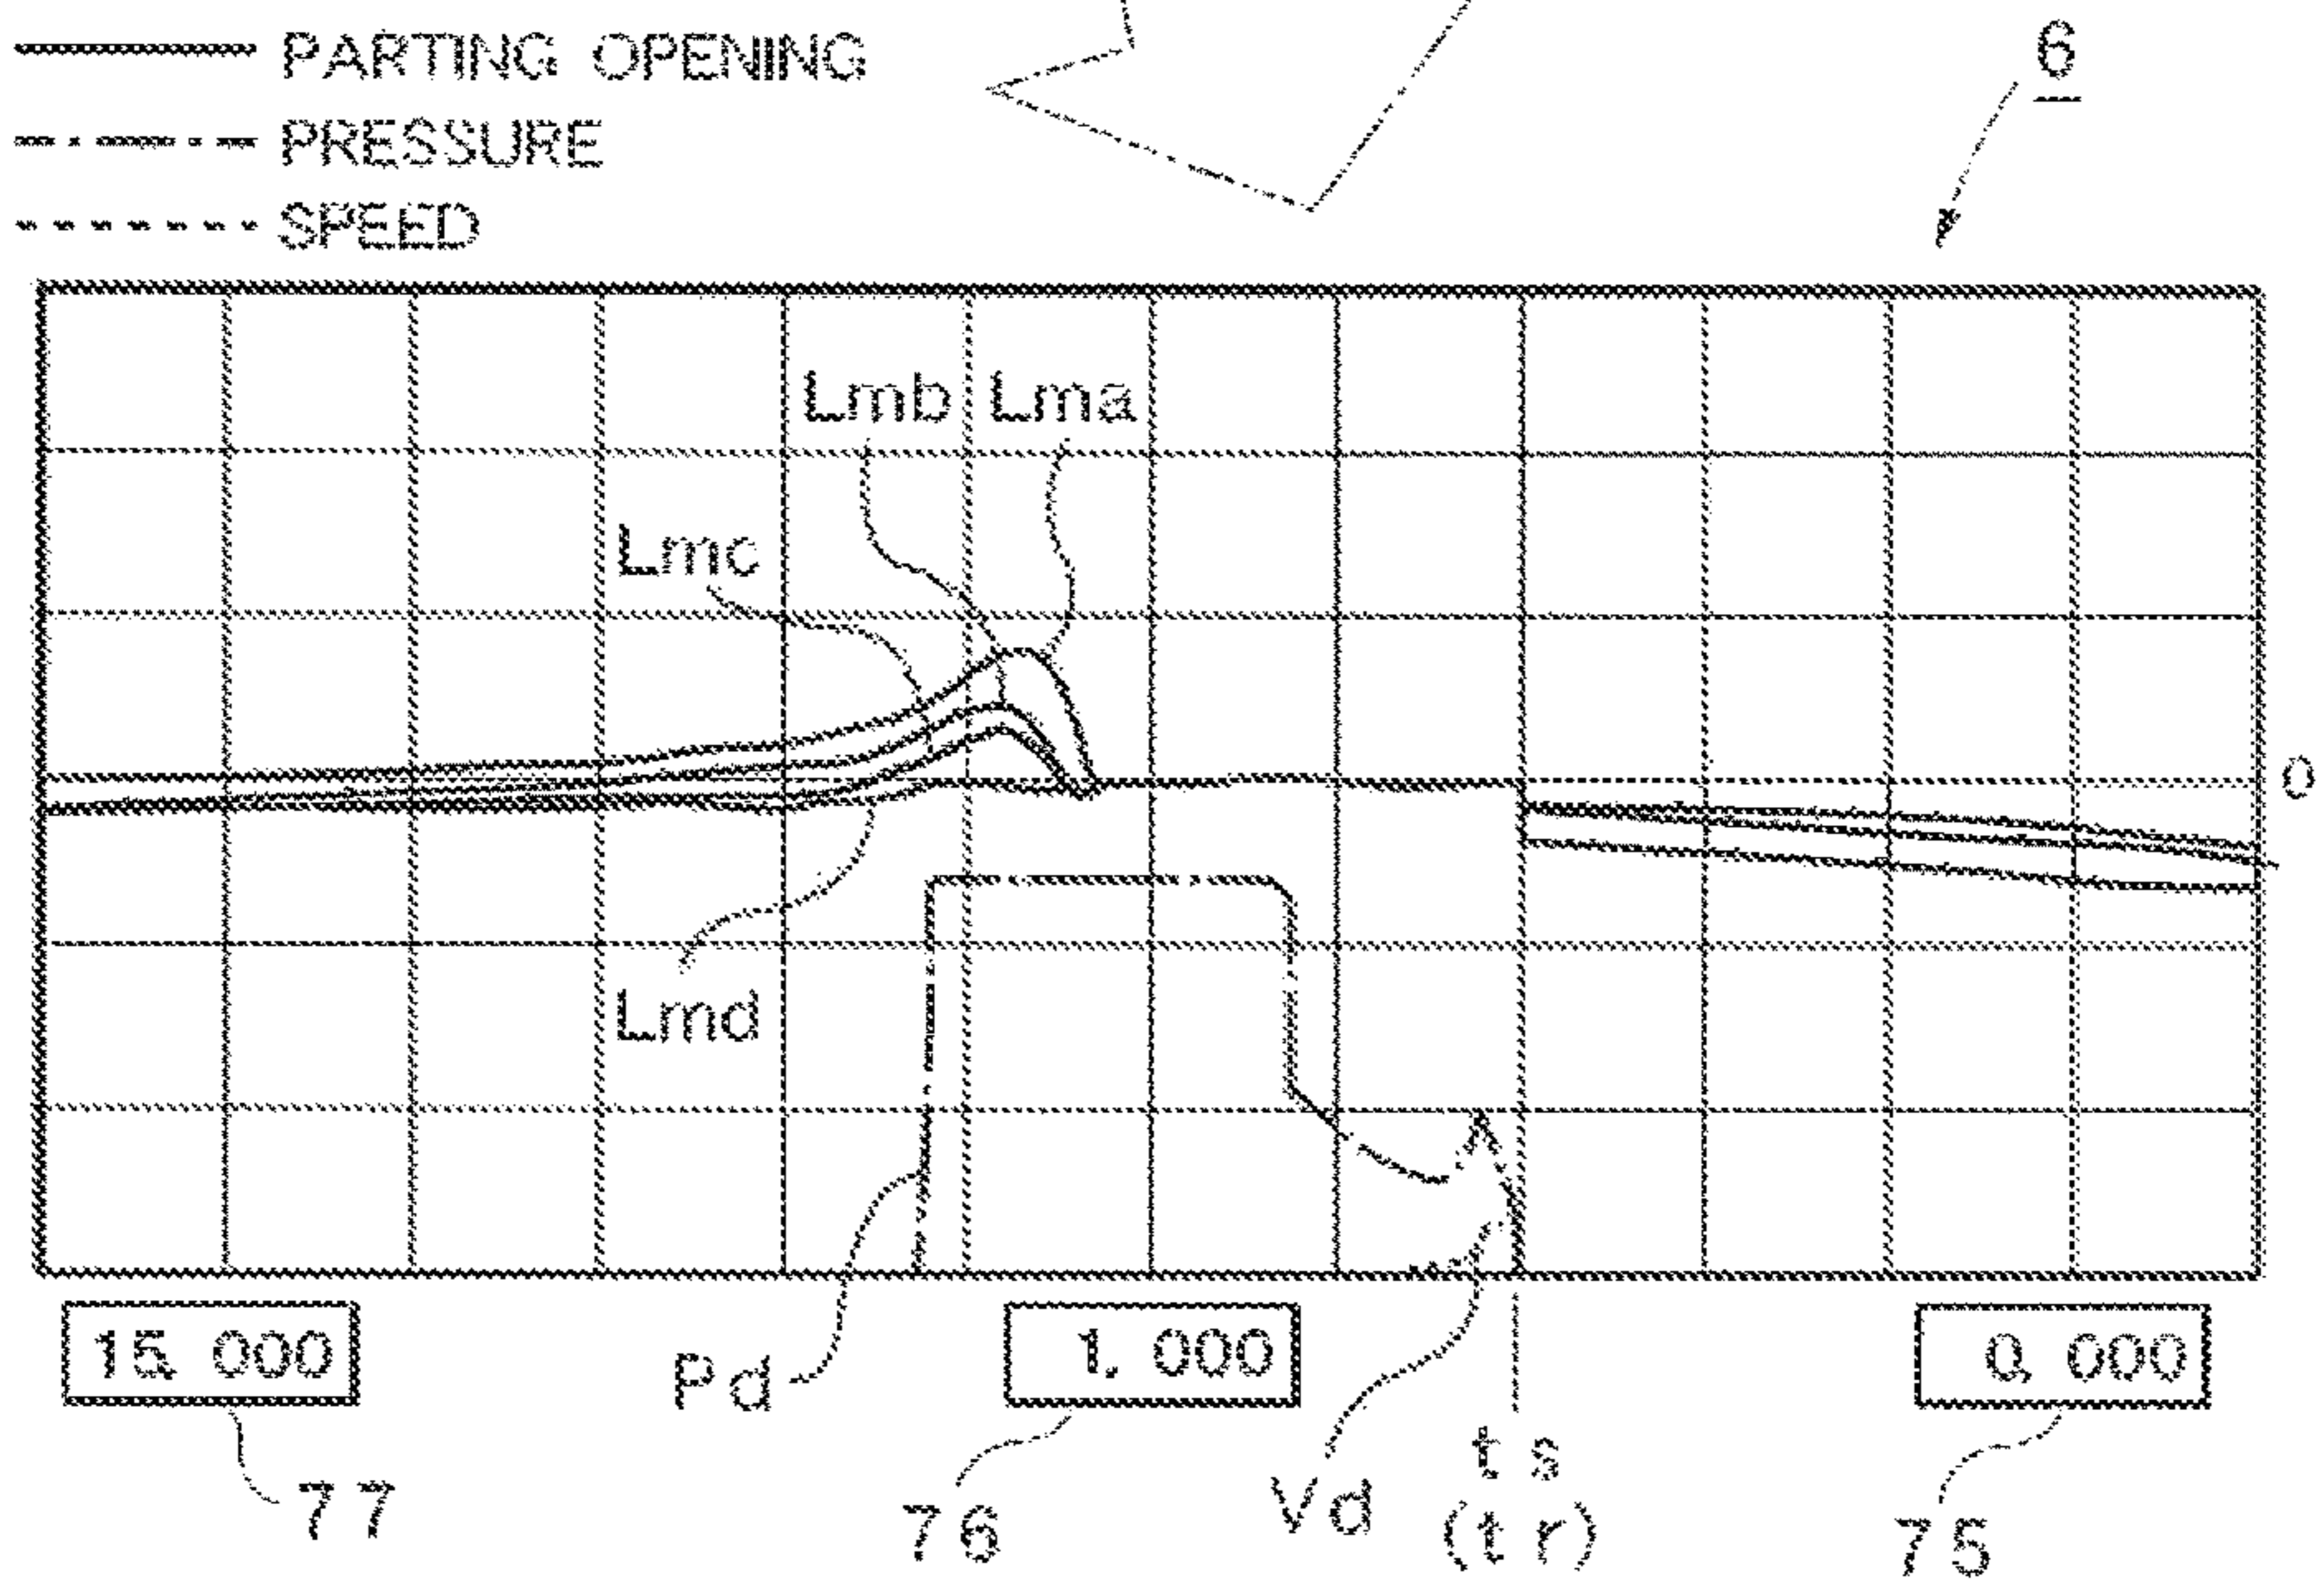 PARTING OPENING
6
PRESSURE
SPEED
Lmb Lma
Lmc
0
Lmd
15. 000
1. 000
0. 000
Pd
77
76
Vd
ts
(tr)
75